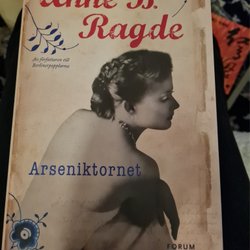 Anne B.
Ragde
Av författaren till
Berlinerpopplarna
Arseniktornet
FORUM